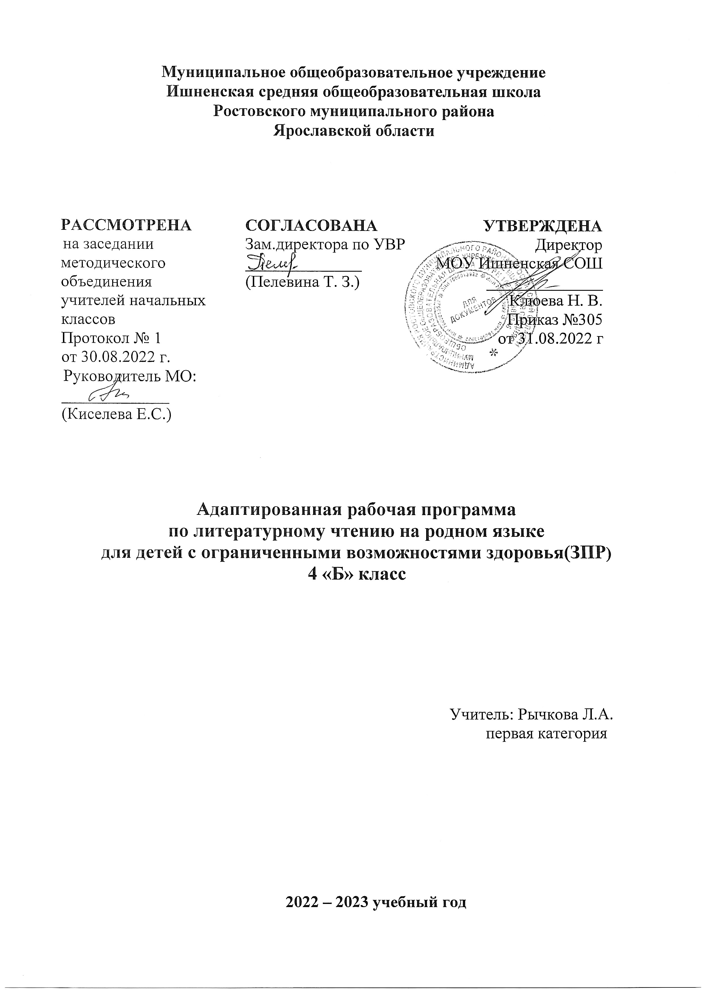 Муниципальное общеобразовательное учреждение
Ишненская средняя общеобразовательная школа
Ростовского муниципального района
Ярославской области
РАССМОТРЕНА
на заседании
методического
объединения
учителей начальных
классов
Протокол № 1
от 30.08.2022 г.
Руководитель МО:
(Киселева Е.С.)
СОГЛАСОВАНА
Зам.директора по УВР
(Пелевина Т. З.)
УТВЕРЖДЕНА
Директор
МОУ Ишненская СОШ
Клюева Н. В.
Приказ №305
от 31.08.2022 г
ДЛЯ
ДОКУМЕНТОВ
Адаптированная рабочая программа
по литературному чтению на родном языке
для детей с ограниченными возможностями здоровья(ЗПР)
4 «Б» класс
Учитель: Рычкова Л.А.
первая категория
2022 – 2023 учебный год